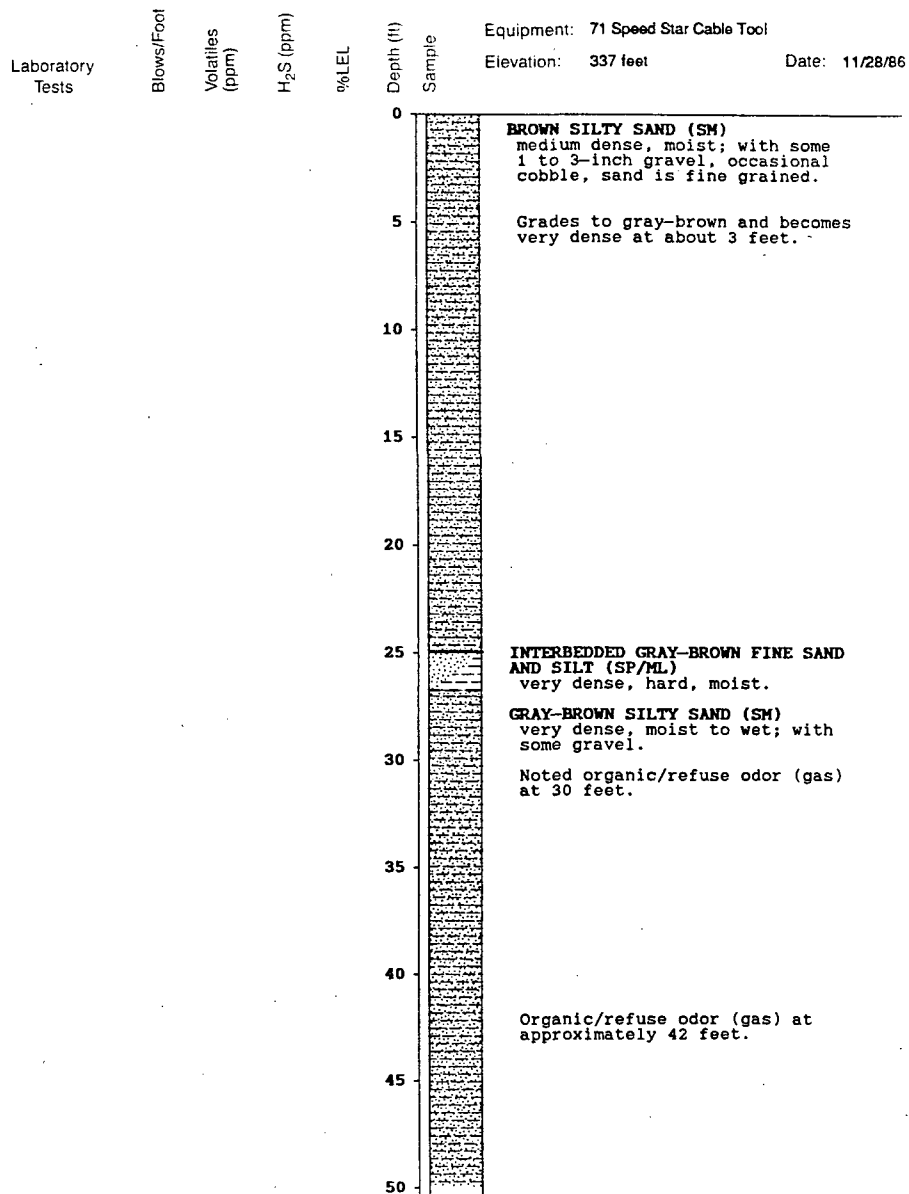 Equipment: 71 Speed Star Cable Tool
Elevation: 337 feet Date: 11/28/86
Laboratory
Tests
Blows/Foot
Volatiles
(ppm)
H₂S (ppm)
%LEL
Depth (ft)
Sample
0
BROWN SILTY SAND (SM)
medium dense, moist; with some
1 to 3-inch gravel, occasional
cobble, sand is fine grained.
5
Grades to gray-brown and becomes
very dense at about 3 feet.
10
15
20
25
INTERBEDDED GRAY-BROWN FINE SAND
AND SILT (SP/ML)
very dense, hard, moist.
GRAY-BROWN SILTY SAND (SM)
very dense, moist to wet; with
some gravel.
30
Noted organic/refuse odor (gas)
at 30 feet.
35
40
Organic/refuse odor (gas) at
approximately 42 feet.
45
50